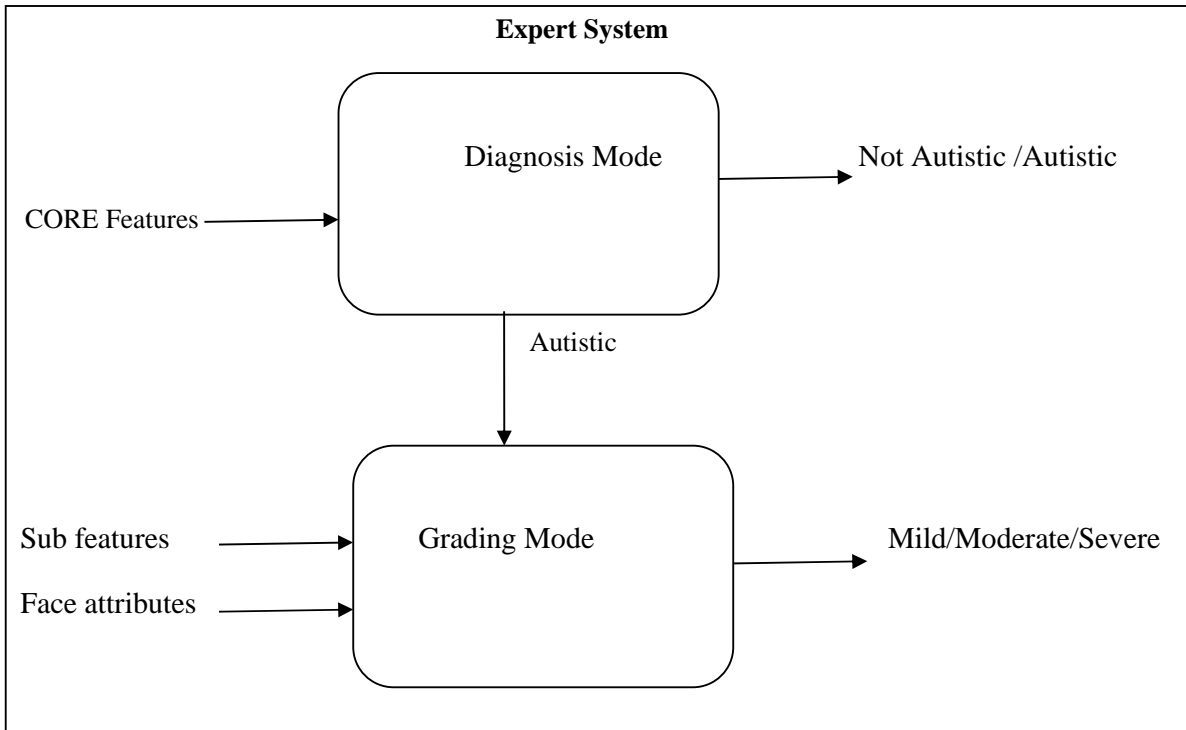 Expert System
Diagnosis Mode
Not Autistic /Autistic
CORE Features
Autistic
Sub features
Grading Mode
Mild/Moderate/Severe
Face attributes